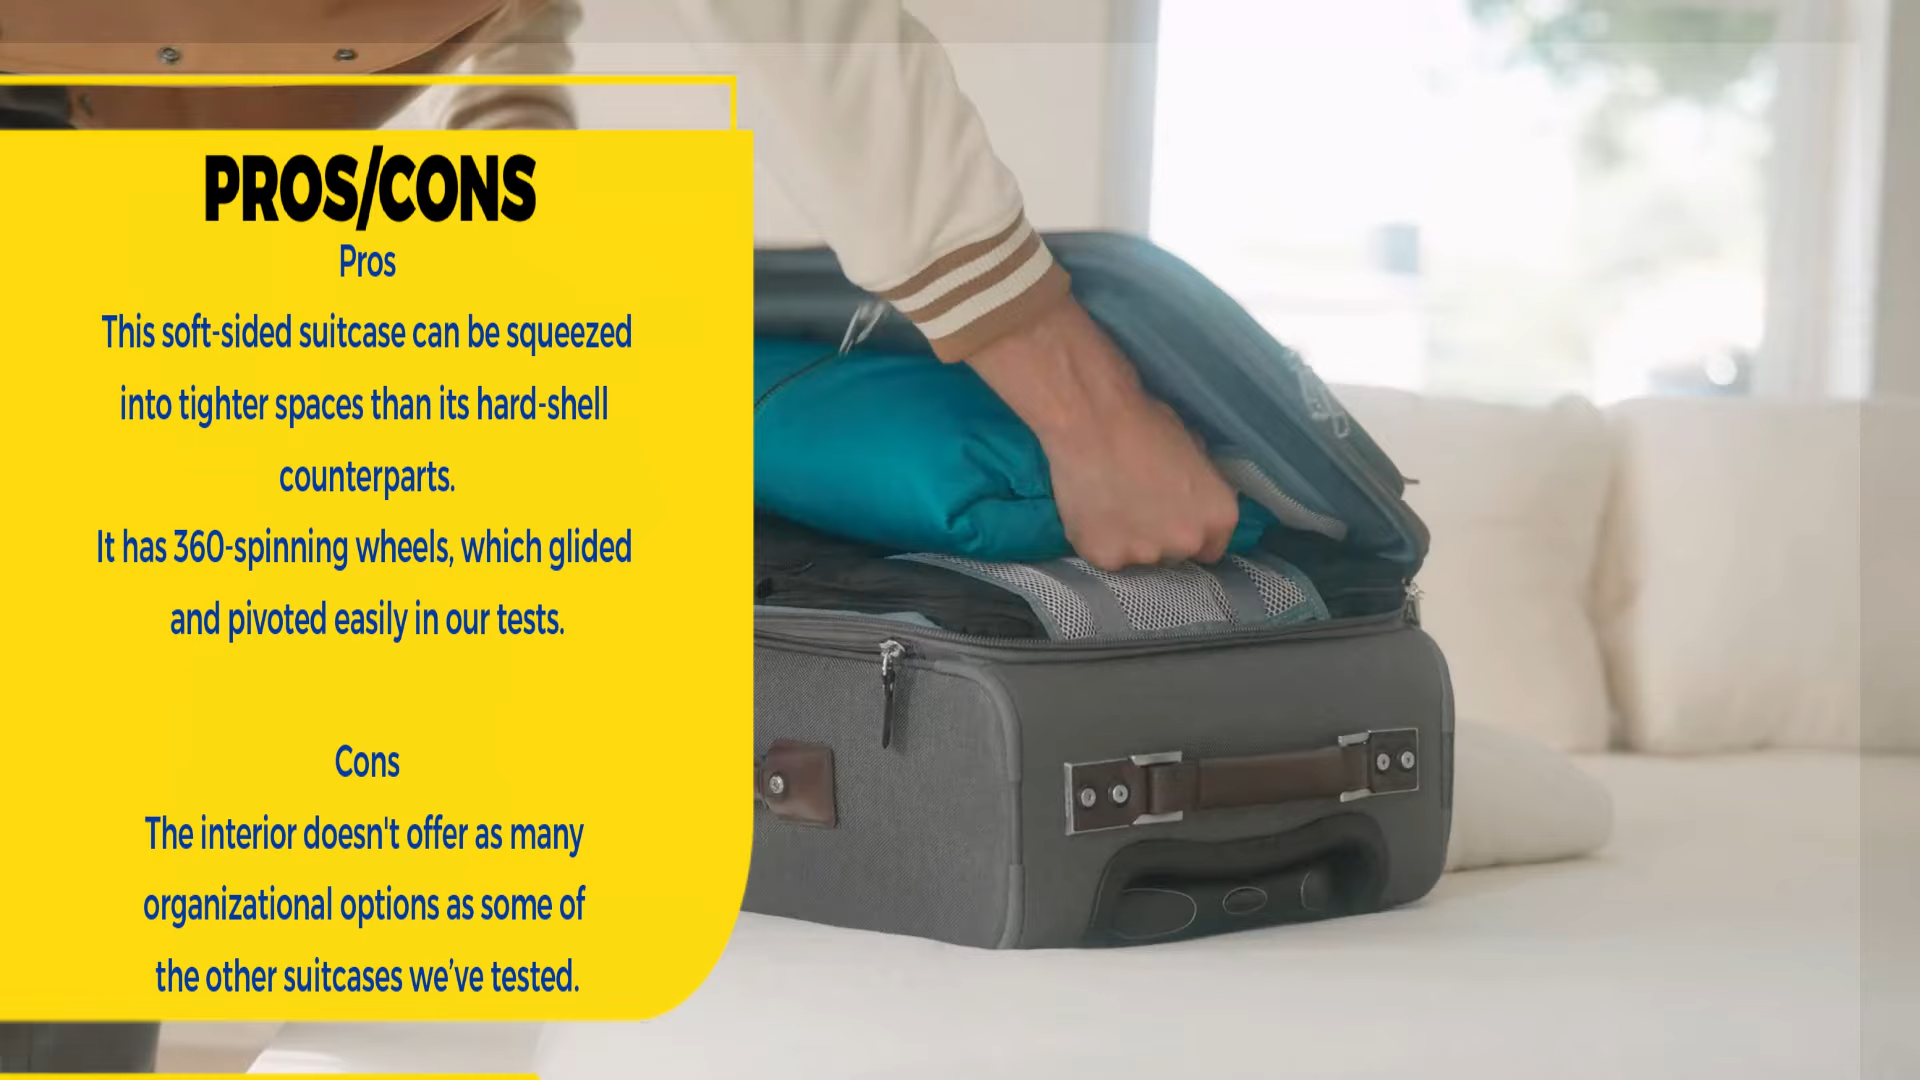 PROS/CONS
Pros
This soft-sided suitcase can be squeezed
into tighter spaces than its hard-shell
counterparts.
It has 360-spinning wheels, which glided
and pivoted easily in our tests.
Cons
The interior doesn't offer as many
organizational options as some of
the other suitcases we’ve tested.